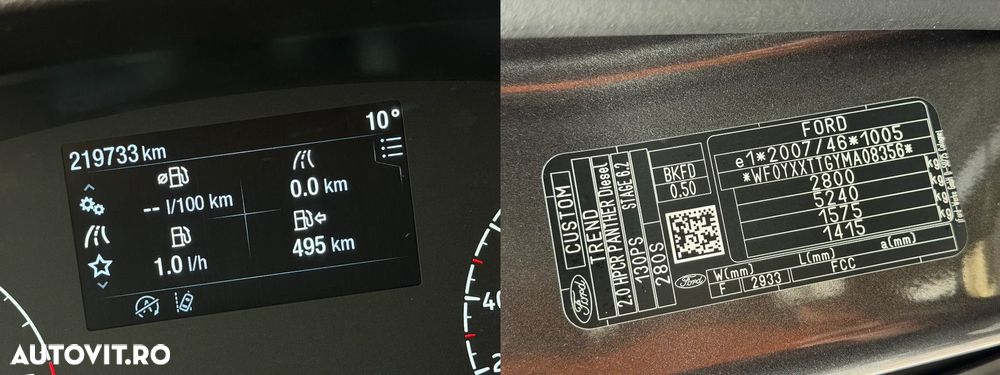 10°
219733 km
-- l/100 km
0.0 km
1.0 l/h
495 km
40
20
AUTOVIT.RO
FORD
e1*2007/46*1005
*WF0YXXTTGYMA08356*
2800 kg
5240 kg
1575 kg
1415 kg
CUSTOM
TREND
2.0 HPCR PANTHER Diesel
130PS STAGE 6.2
280S
BKFD
0.50
Ford
Ford
W(mm) L(mm) a(mm)
F 2933 FCC